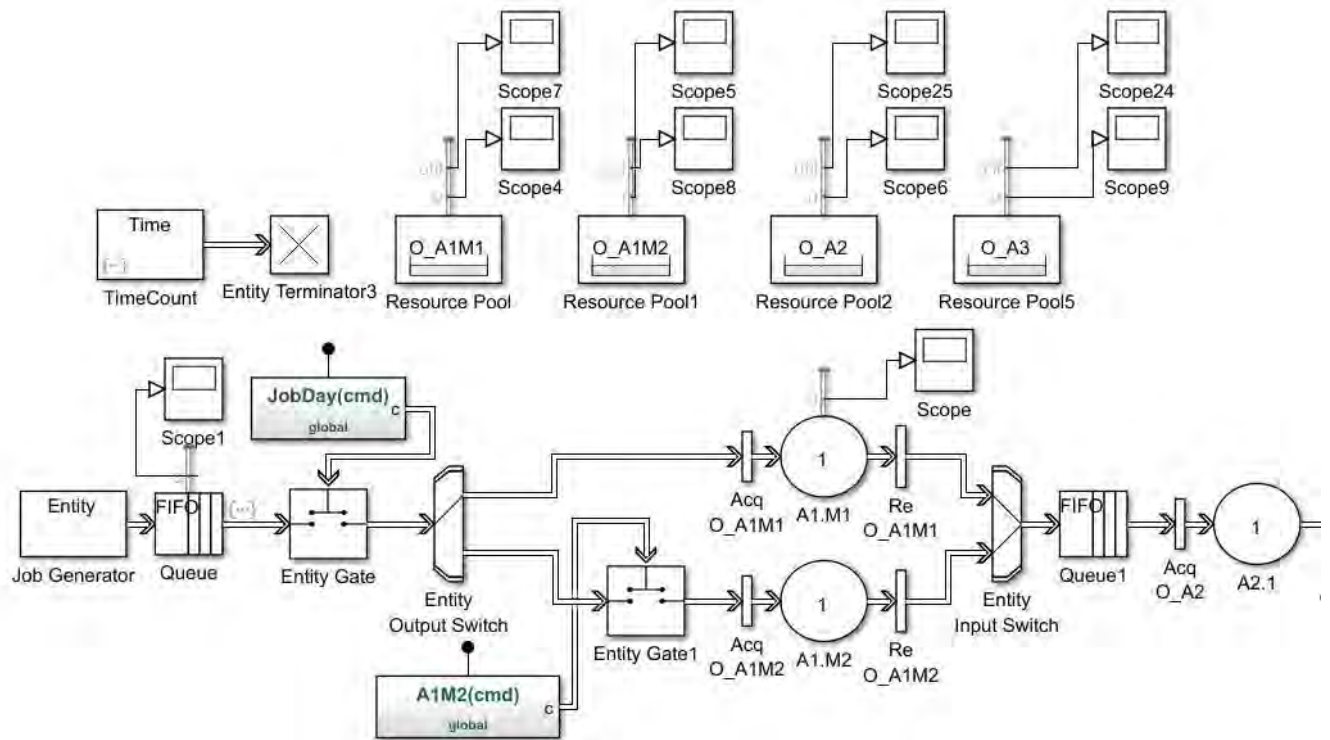 Scope7
Scope5
Scope25
Scope24
Scope4
Scope8
Scope6
Scope9
Time
{...}
TimeCount
Entity Terminator3
O_A1M1
Resource Pool
O_A1M2
Resource Pool1
O_A2
Resource Pool2
O_A3
Resource Pool5
Scope1
JobDay(cmd)
c
global
Scope
Entity
Job Generator
FIFO
Queue
{...}
Entity Gate
Entity
Output Switch
Acq
O_A1M1
1
A1.M1
Re
O_A1M1
Entity Gate1
Acq
O_A1M2
1
A1.M2
Re
O_A1M2
Entity
Input Switch
FIFO
Queue1
Acq
O_A2
1
A2.1
A1M2(cmd)
c
global